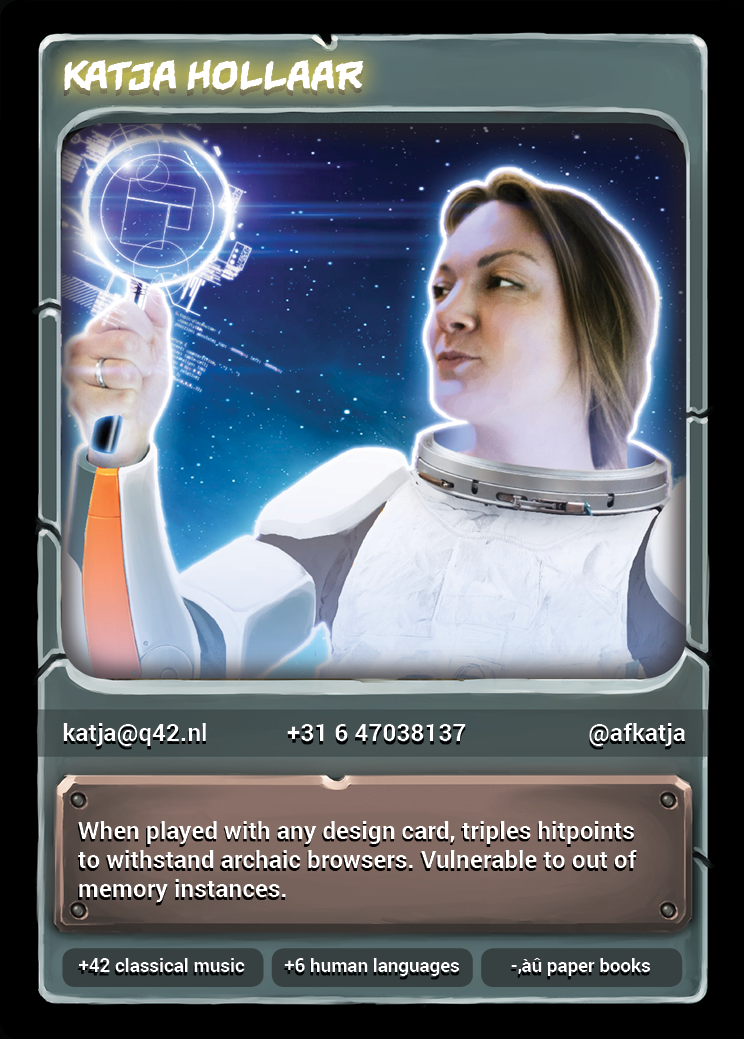 KATJA HOLLAAR
katja@q42.nl +31 6 47038137 @afkatja
When played with any design card, triples hitpoints
to withstand archaic browsers. Vulnerable to out of
memory instances.
+42 classical music +6 human languages -‚àû paper books